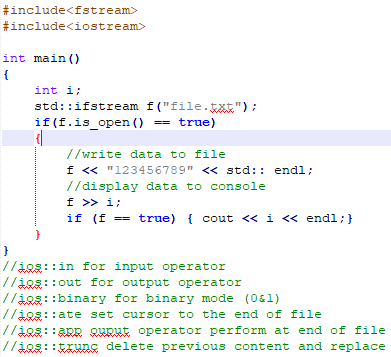 #include<fstream>
#include<iostream>
int main()
{
int i;
std::ifstream f("file.txt");
if(f.is_open() == true)
{
//write data to file
f << "123456789" << std:: endl;
//display data to console
f >> i;
if (f == true) { cout << i << endl;}
}
}
//ios::in for input operator
//ios::out for output operator
//ios::binary for binary mode (0&1)
//ios::ate set cursor to the end of file
//ios::app ouput operator perform at end of file
//ios::trunc delete previous content and replace